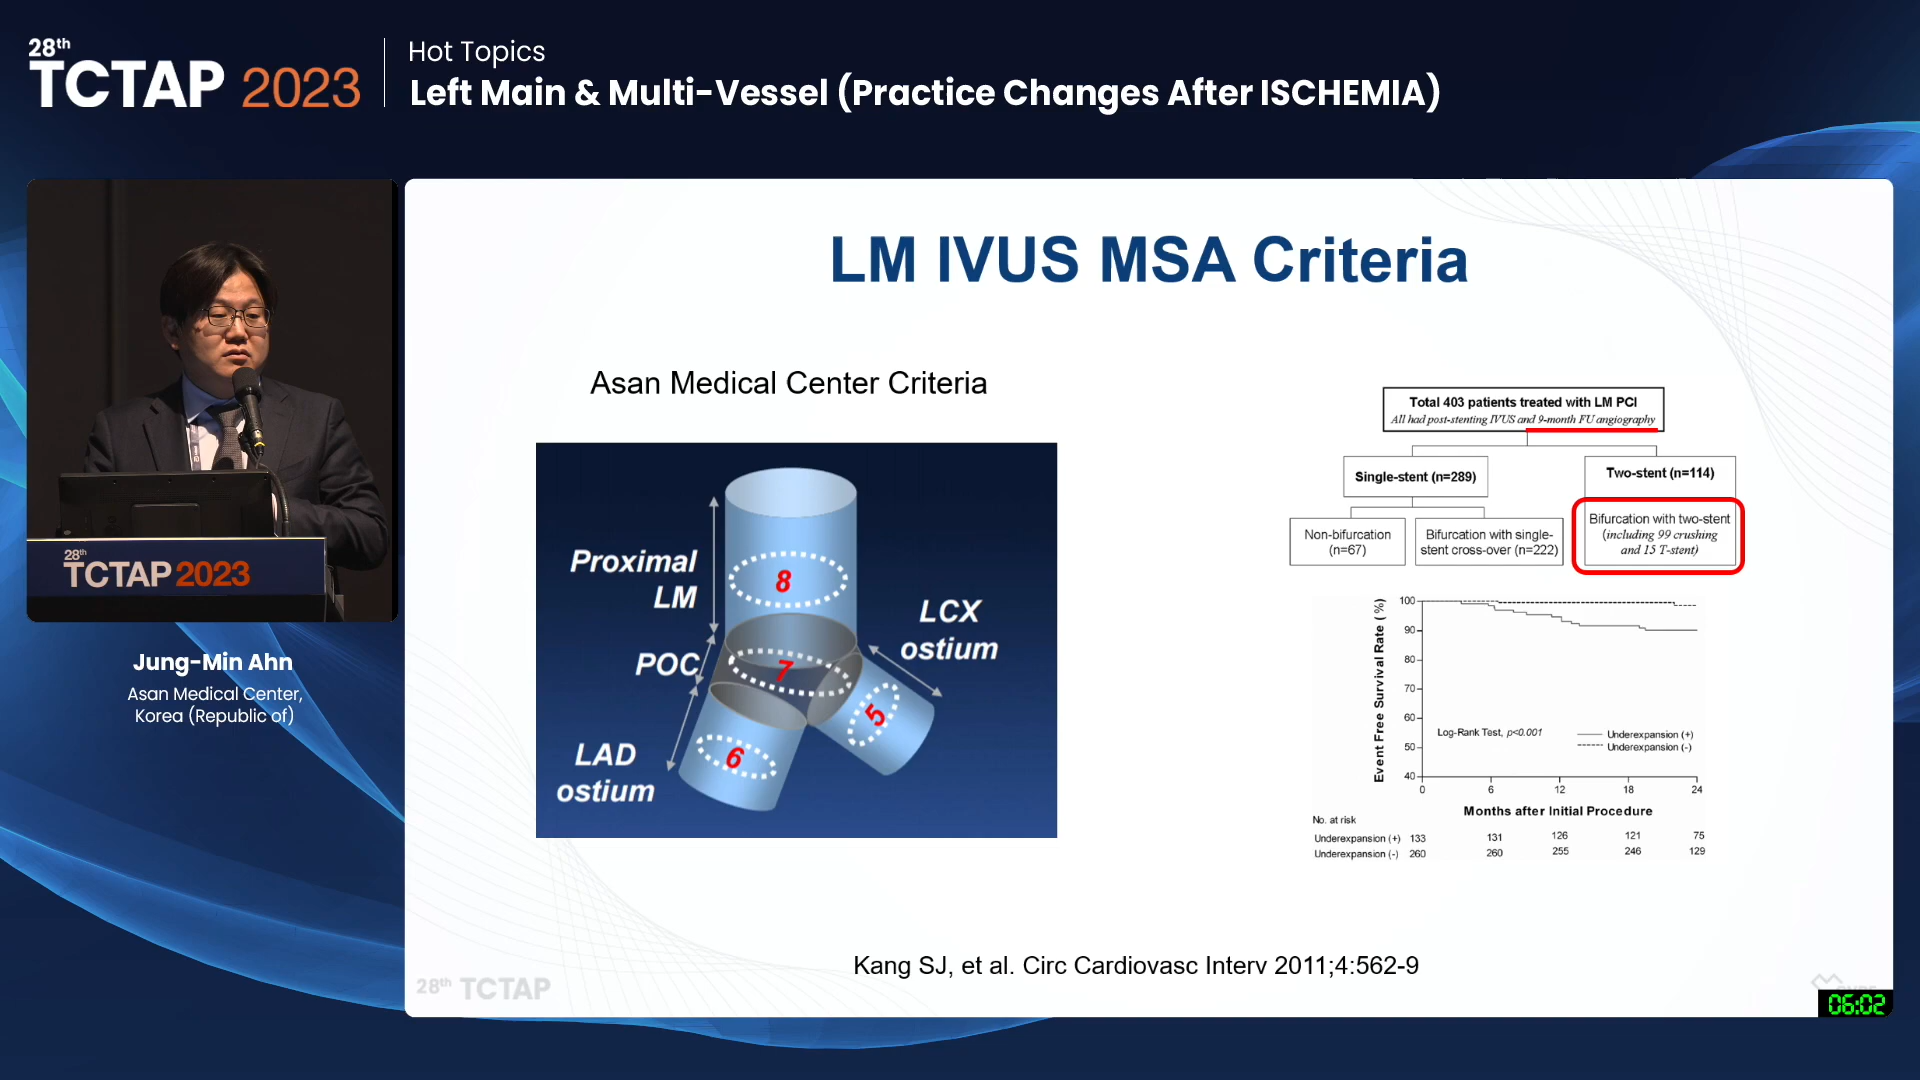 28th
TCTAP 2023
Hot Topics
Left Main & Multi-Vessel (Practice Changes After ISCHEMIA)
28th
TCTAP 2023
Jung-Min Ahn
Asan Medical Center,
Korea (Republic of)
LM IVUS MSA Criteria
Asan Medical Center Criteria
Proximal
LM
8
POC
7
LCX
ostium
5
LAD
ostium
6
Total 403 patients treated with LM PCI
All had post-stenting IVUS and 9-month FU angiography
Single-stent (n=289)
Two-stent (n=114)
Non-bifurcation
(n=67)
Bifurcation with single-
stent cross-over (n=222)
Bifurcation with two-stent
(including 99 crushing
and 15 T-stent)
Event Free Survival Rate (%)
100
90
80
70
60
50
40
Log-Rank Test, p<0.001
Underexpansion (+)
Underexpansion (-)
0 6 12 18 24
Months after Initial Procedure
No. at risk
Underexpansion (+) 133 131 126 121 75
Underexpansion (-) 260 260 255 246 129
Kang SJ, et al. Circ Cardiovasc Interv 2011;4:562-9
28th TCTAP
06:02